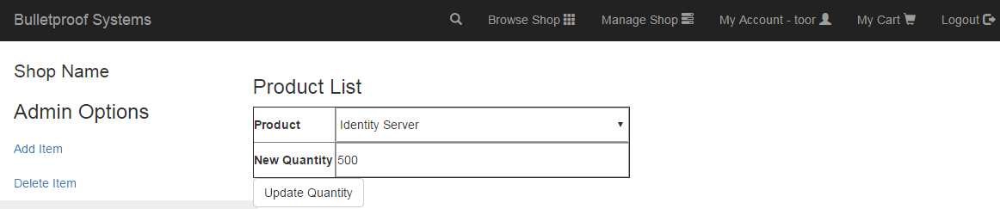 Bulletproof Systems Browse Shop Manage Shop My Account - toor My Cart Logout
Shop Name
Admin Options
Add Item
Delete Item
Product List
Product Identity Server
New Quantity 500
Update Quantity